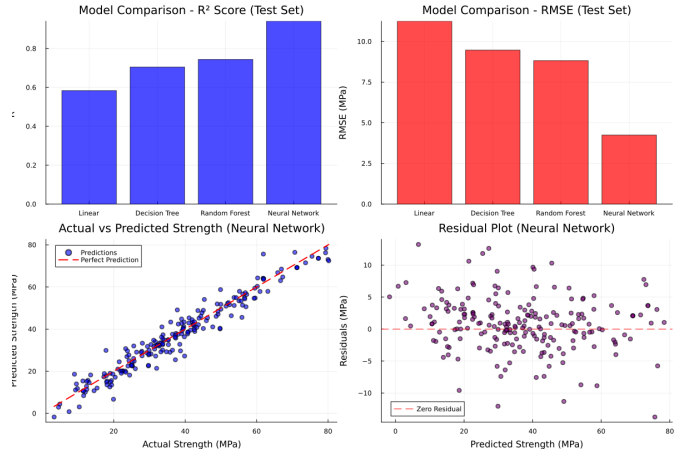 Model Comparison - R² Score (Test Set)
0.8
0.6
0.4
0.2
0.0
Linear
Decision Tree
Random Forest
Neural Network
Model Comparison - RMSE (Test Set)
RMSE (MPa)
10.0
7.5
5.0
2.5
0.0
Linear
Decision Tree
Random Forest
Neural Network
Actual vs Predicted Strength (Neural Network)
Predicted Strength (MPa)
80
60
40
20
0
Predictions
Perfect Prediction
20
40
60
80
Actual Strength (MPa)
Residual Plot (Neural Network)
Residuals (MPa)
10
5
0
−5
−10
Zero Residual
0
20
40
60
80
Predicted Strength (MPa)